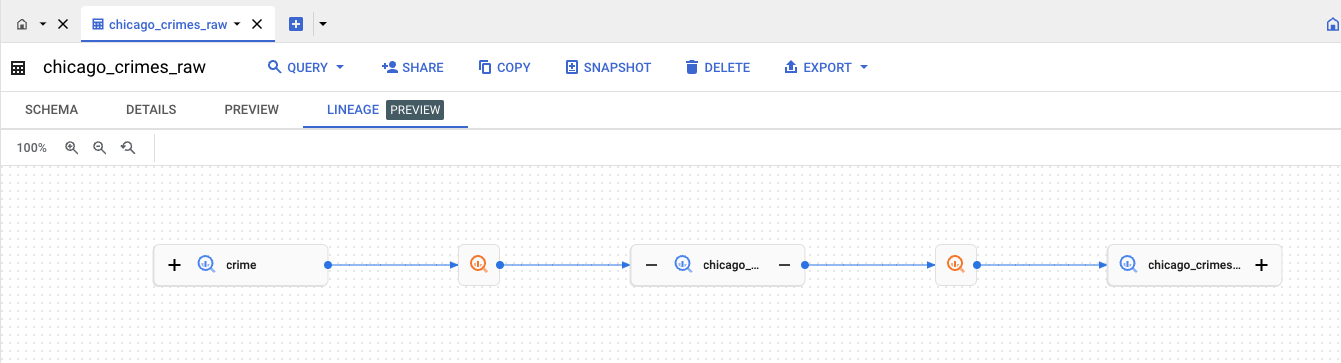 chicago_crimes_raw
chicago_crimes_raw QUERY SHARE COPY SNAPSHOT DELETE EXPORT
SCHEMA DETAILS PREVIEW LINEAGE PREVIEW
100%
crime chicago_... chicago_crimes...